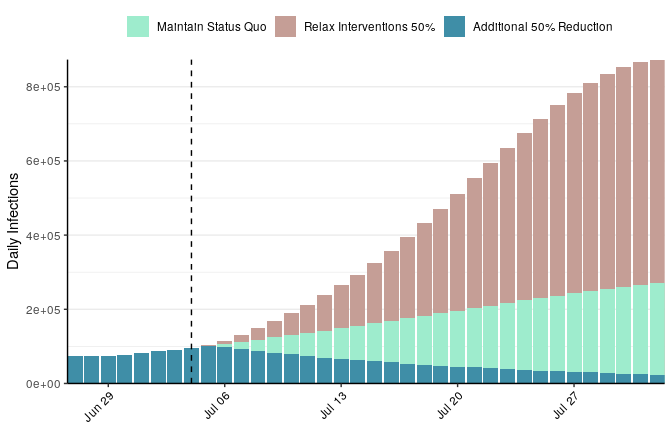 Maintain Status Quo Relax Interventions 50% Additional 50% Reduction
Daily Infections
8e+05
6e+05
4e+05
2e+05
0e+00
Jun 29
Jul 06
Jul 13
Jul 20
Jul 27